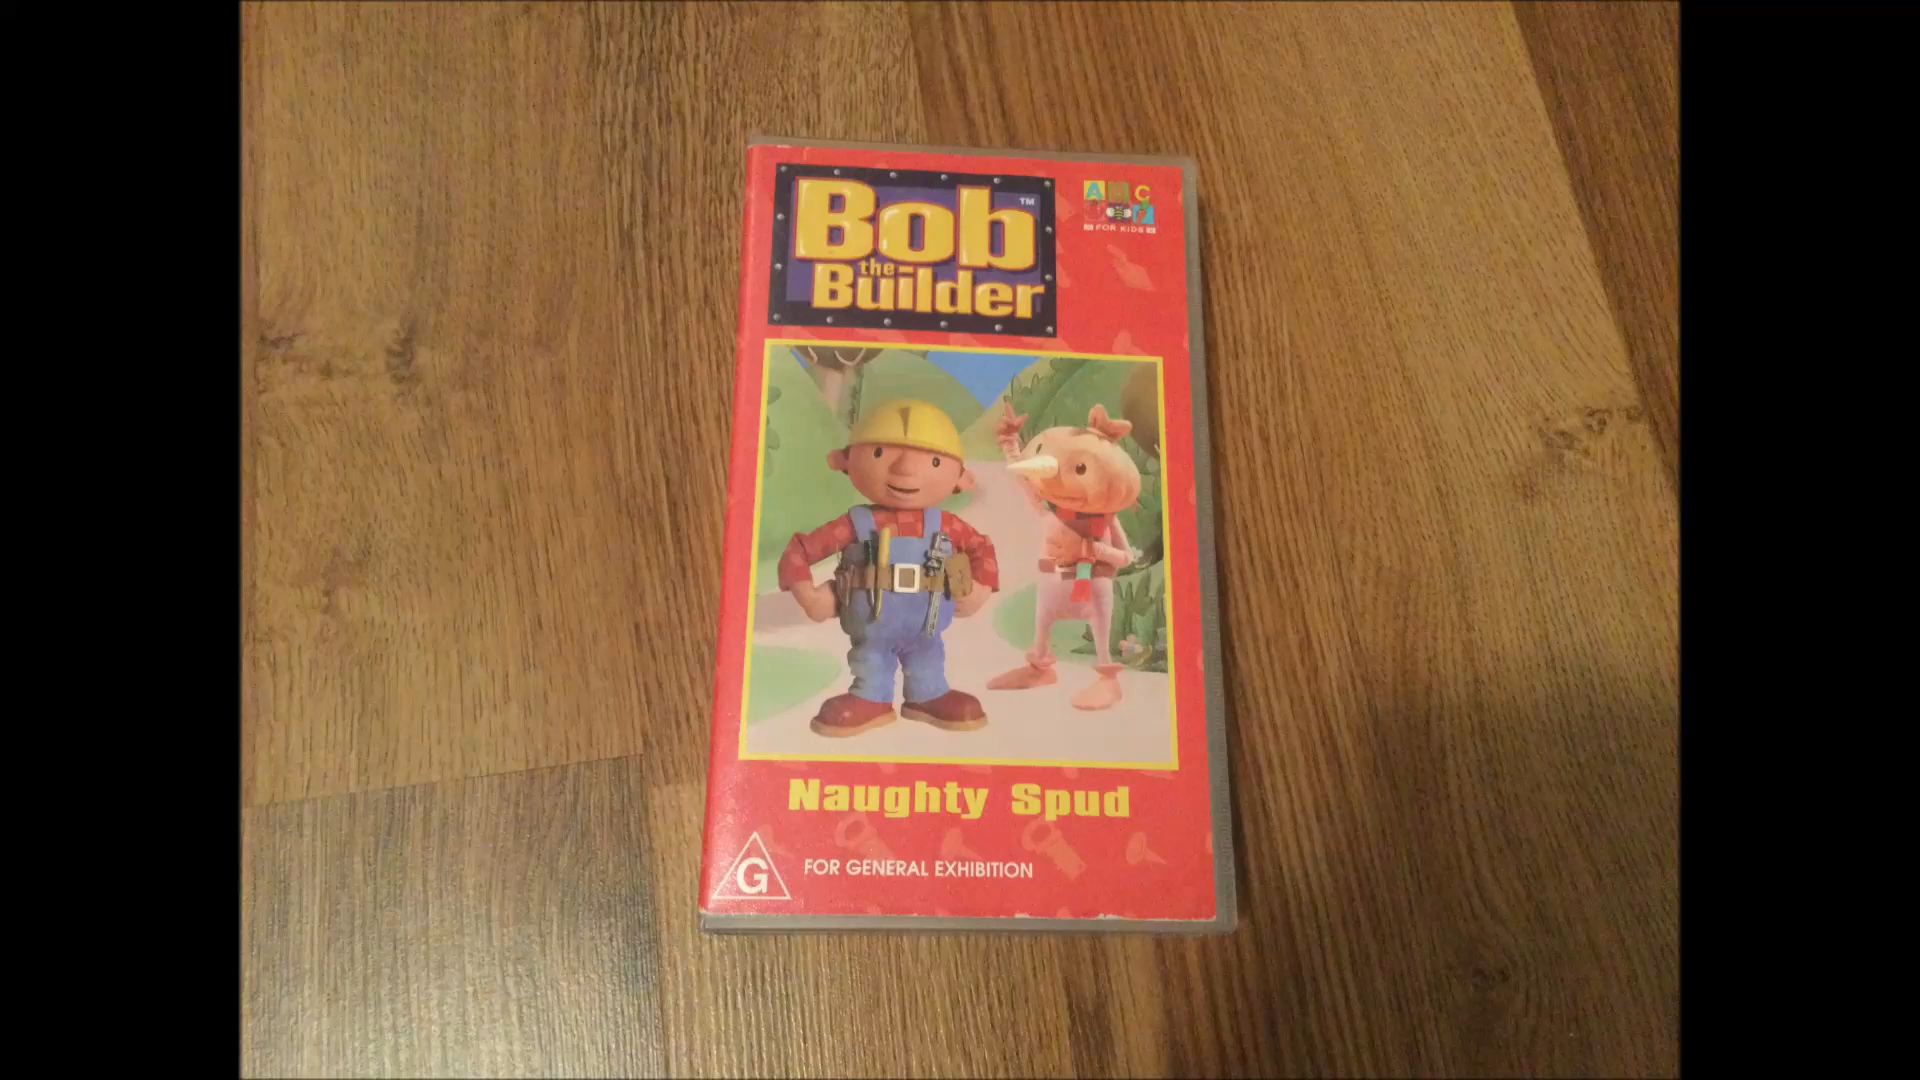 Bob
TM
the
Builder
ABC
FOR KIDS
Naughty Spud
G
FOR GENERAL EXHIBITION